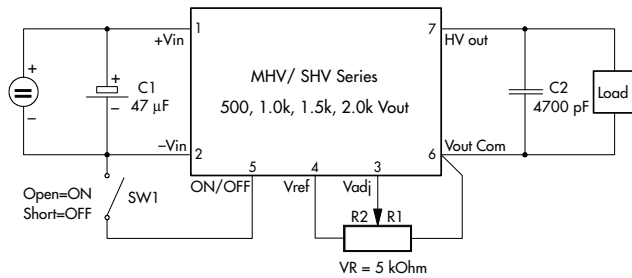 1
+Vin
7
HV out
MHV/ SHV Series
500, 1.0k, 1.5k, 2.0k Vout
+
–
+
–
C1
47 µF
C2
4700 pF
Load
–Vin
2
Vout Com
6
5
4
3
ON/OFF
Vref
Vadj
Open=ON
Short=OFF
SW1
R2
R1
VR = 5 kOhm